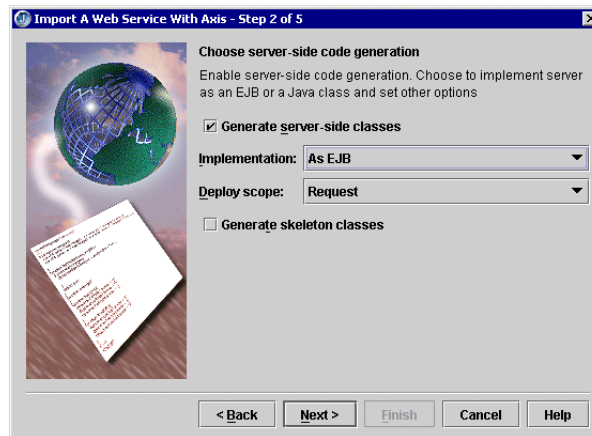 Import A Web Service With Axis - Step 2 of 5
Choose server-side code generation
Enable server-side code generation. Choose to implement server
as an EJB or a Java class and set other options
Generate server-side classes
Implementation: As EJB
Deploy scope: Request
Generate skeleton classes
< Back Next > Finish Cancel Help